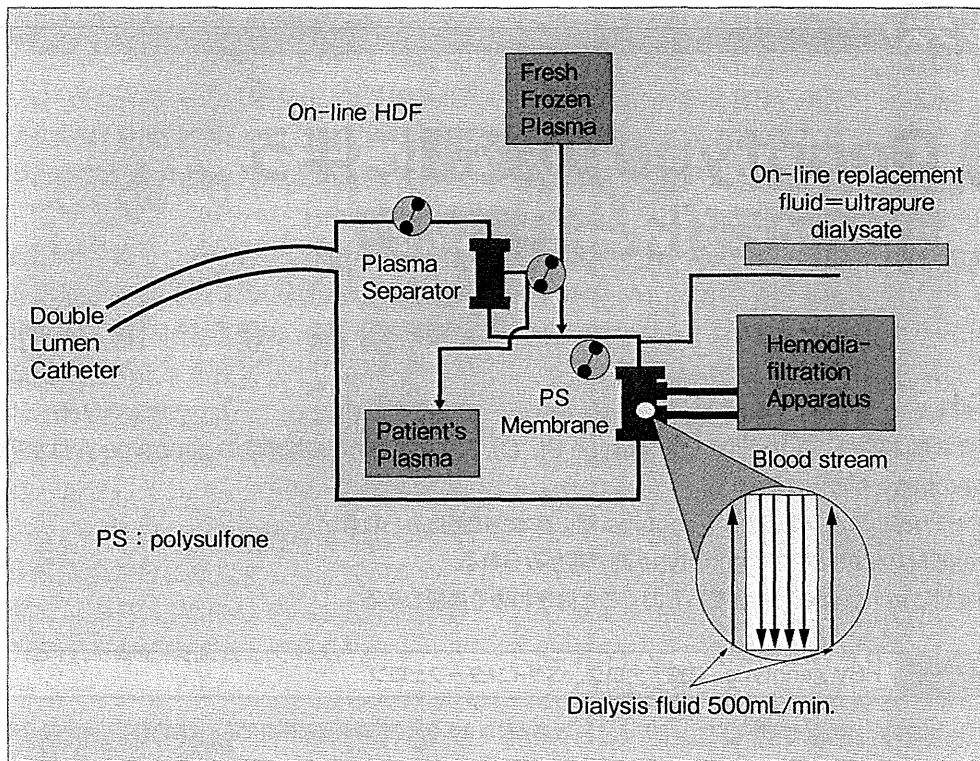 On-line HDF
Fresh
Frozen
Plasma
On-line replacement
fluid=ultrapure
dialysate
Plasma
Separator
Double
Lumen
Catheter
Hemodia-
filtration
Apparatus
PS
Membrane
Patient's
Plasma
Blood stream
PS : polysulfone
Dialysis fluid 500mL/min.